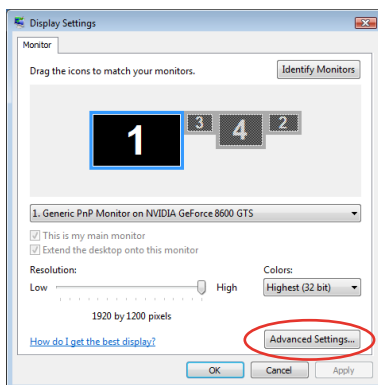 Display Settings
Monitor
Drag the icons to match your monitors.
Identify Monitors
1 3 4 2
1. Generic PnP Monitor on NVIDIA GeForce 8600 GTS
This is my main monitor
Extend the desktop onto this monitor
Resolution: Colors:
Low High Highest (32 bit)
1920 by 1200 pixels
How do I get the best display? Advanced Settings...
OK Cancel Apply